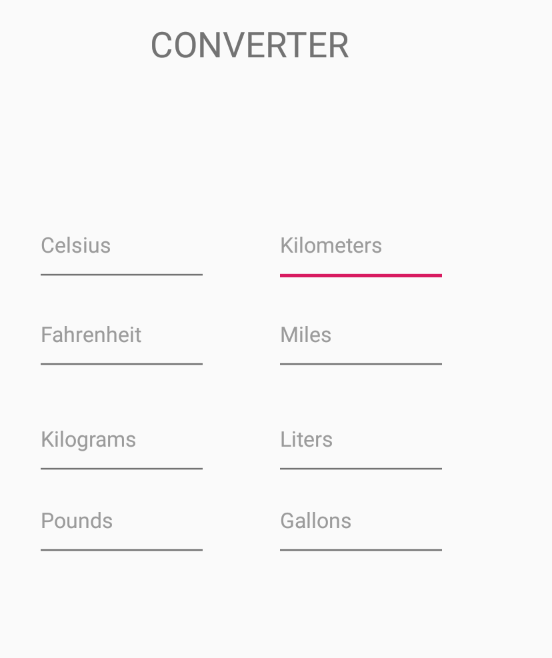 CONVERTER
Celsius
Kilometers
Fahrenheit
Miles
Kilograms
Liters
Pounds
Gallons